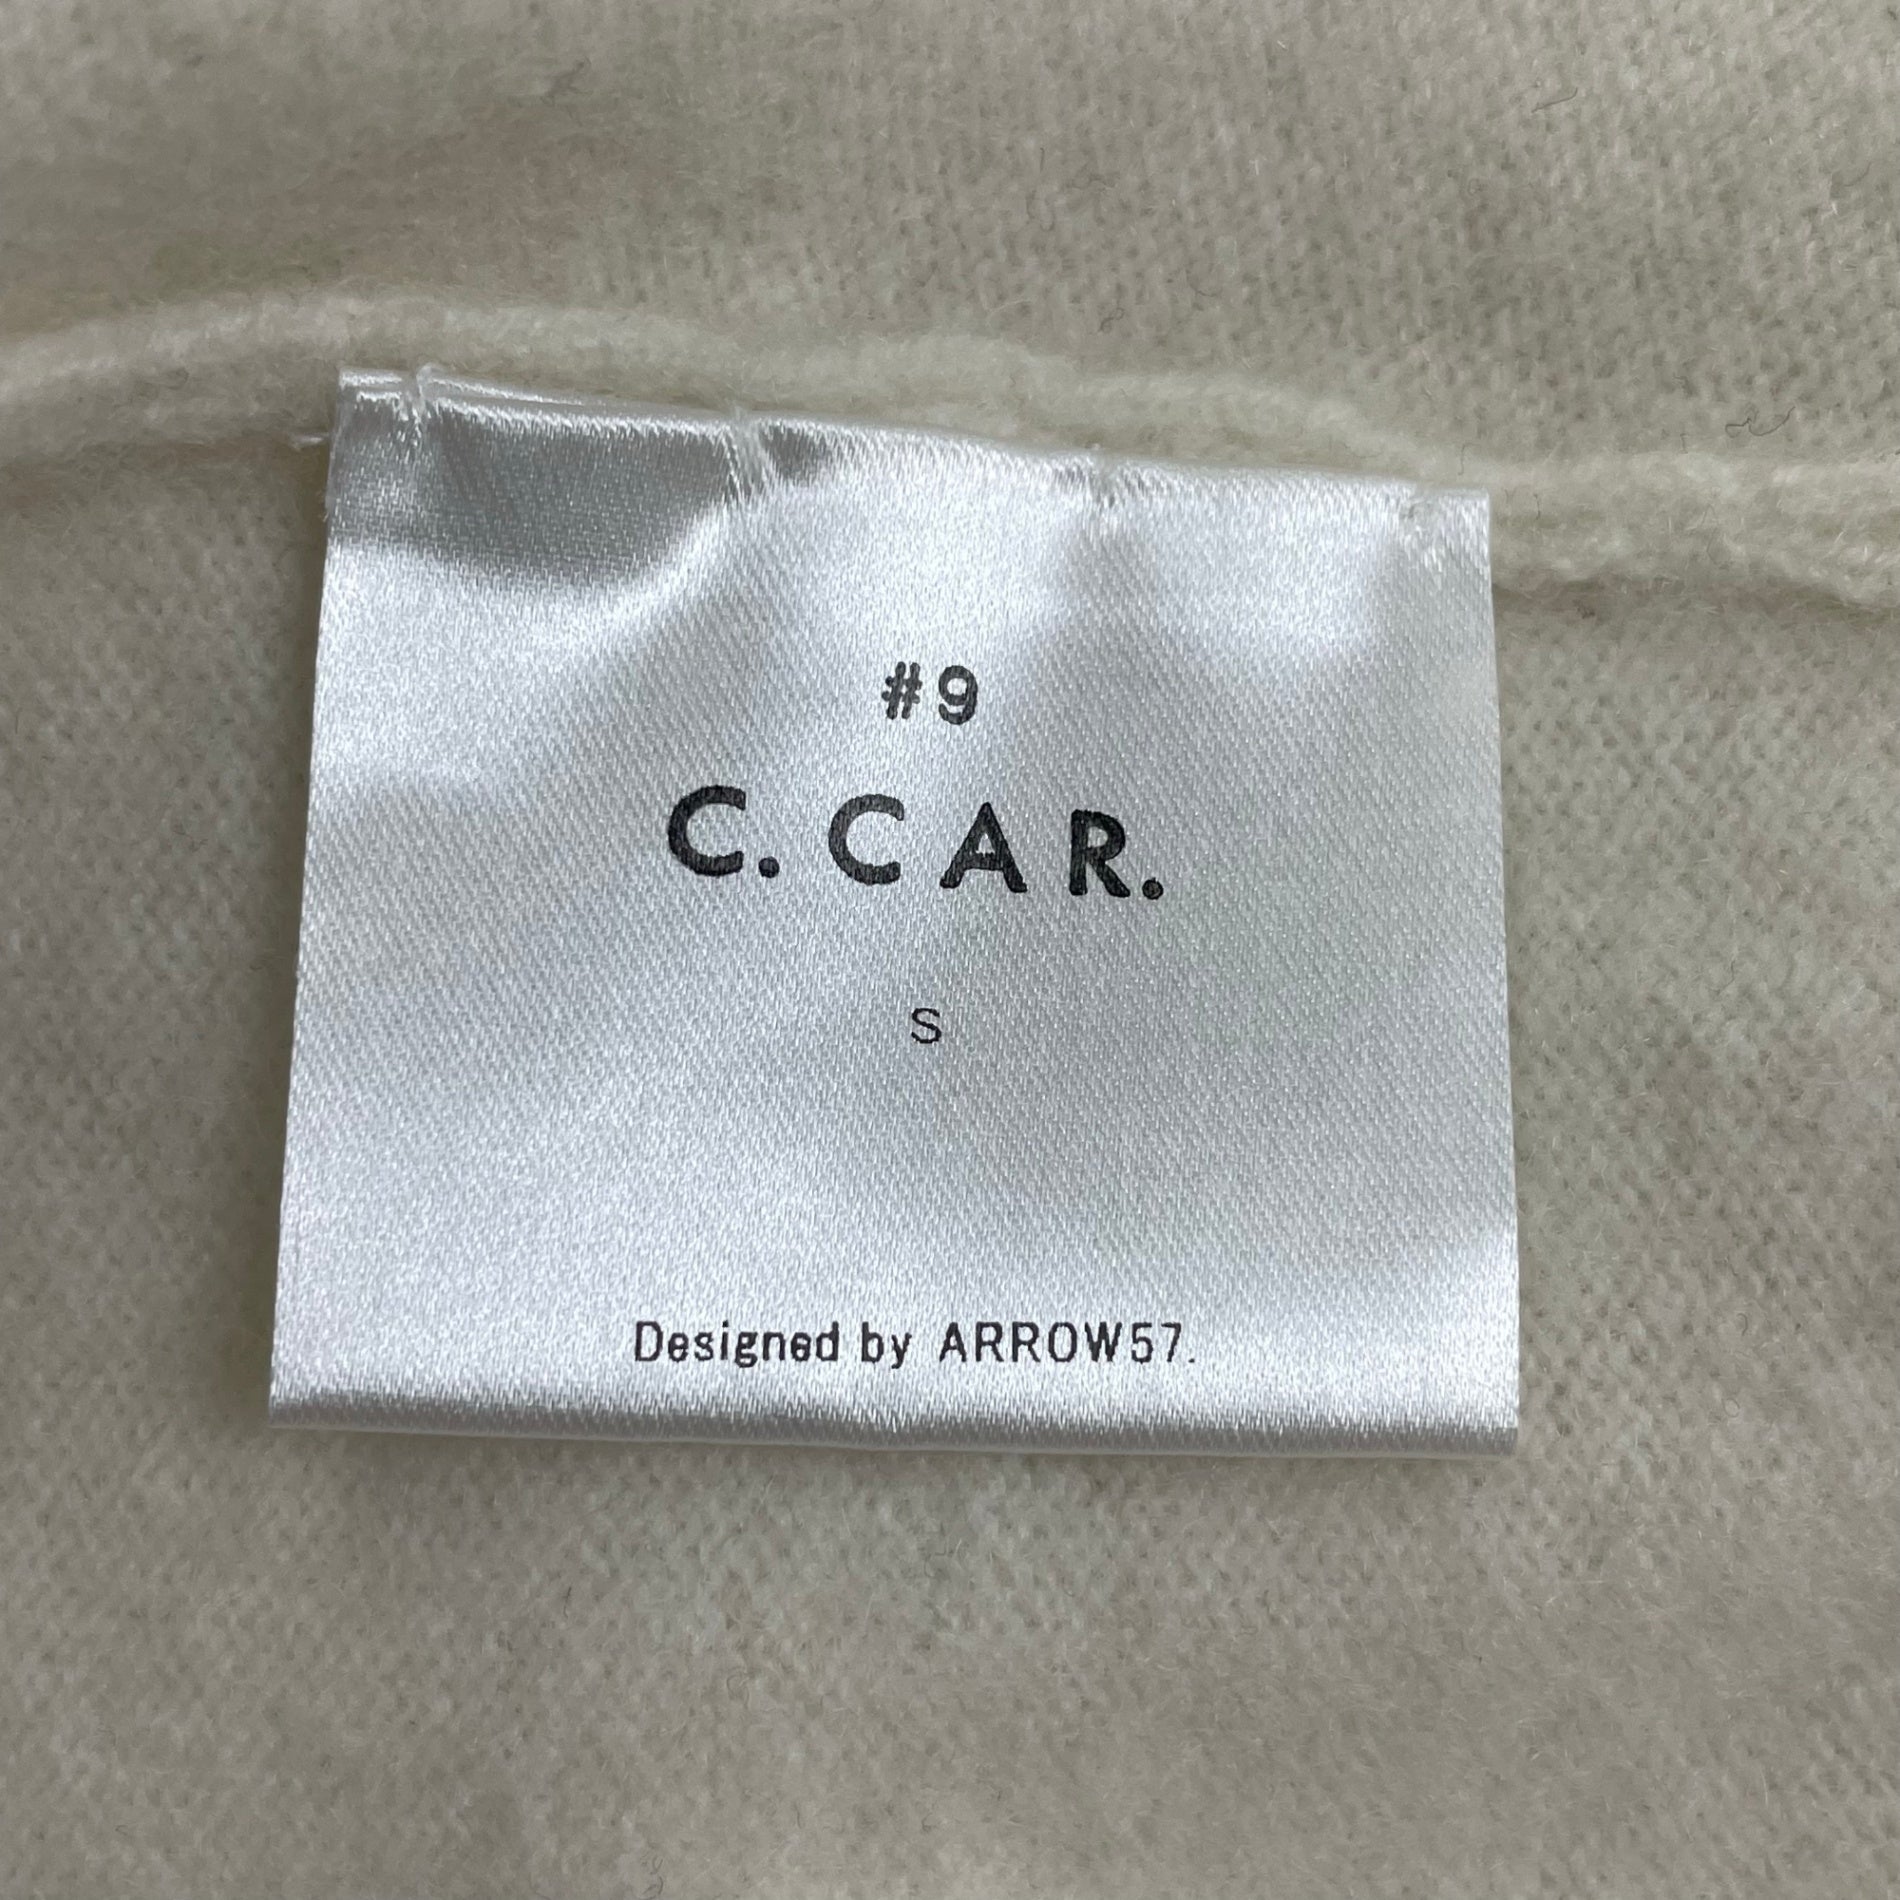 #9
C. CAR.
S
Designed by ARROW57.